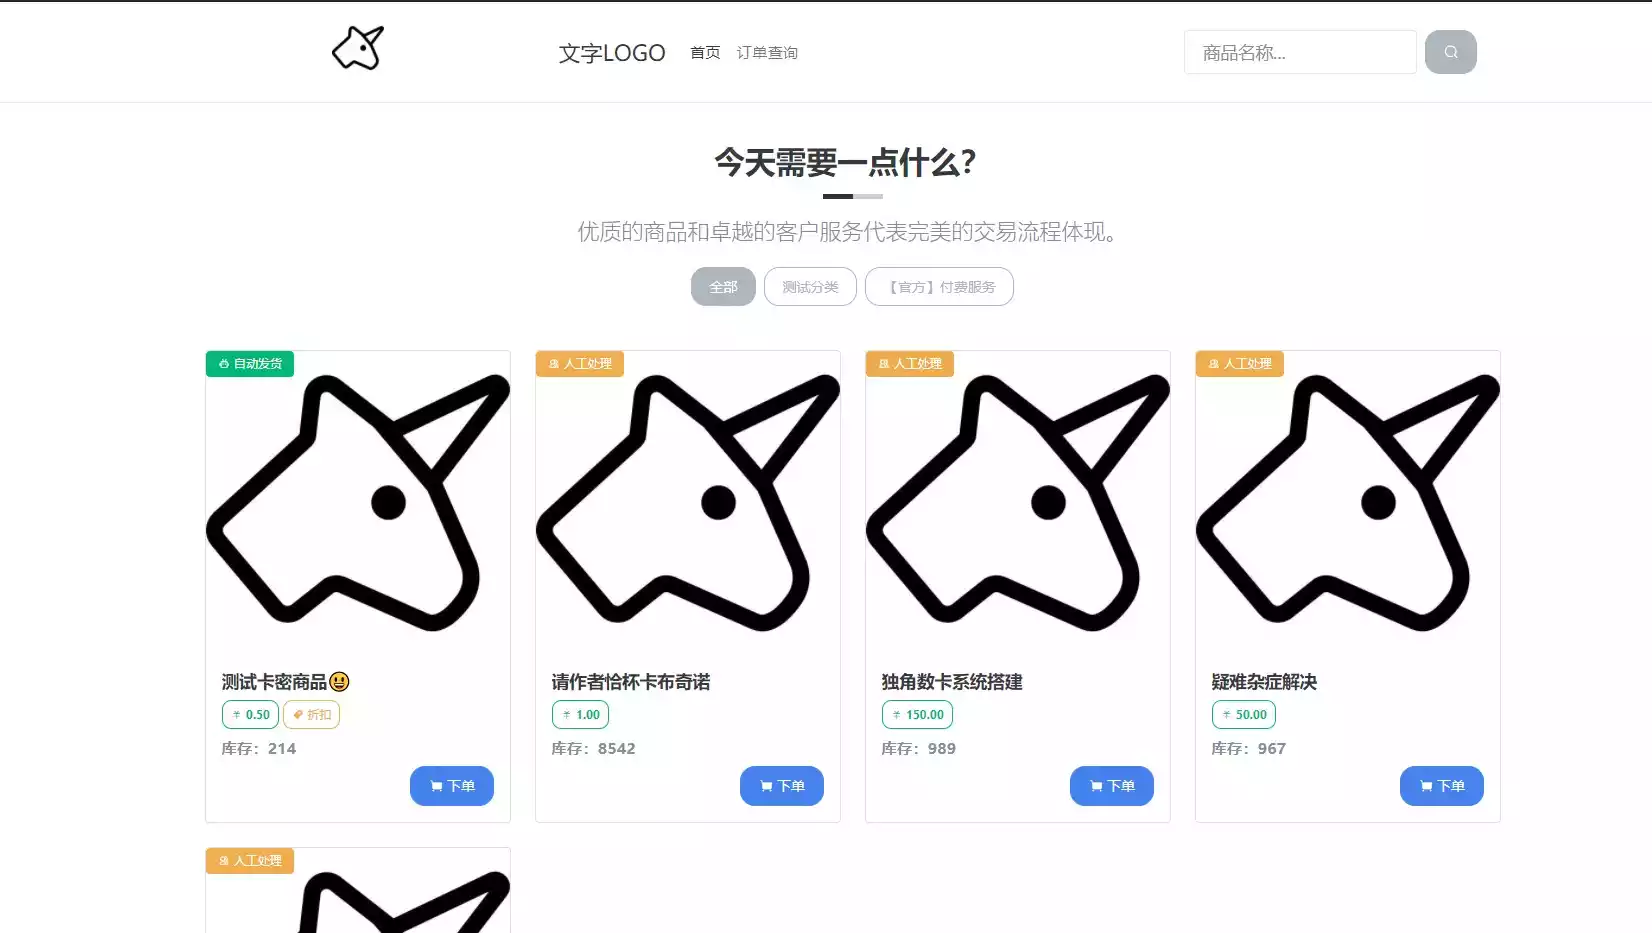 文字LOGO 首页 订单查询 商品名称...
今天需要一点什么？
优质的商品和卓越的客户服务代表完美的交易流程体现。
全部 测试分类 【官方】付费服务
自动发货 人工处理 人工处理 人工处理
测试卡密商品😃 请作者恰杯卡布奇诺 独角数卡系统搭建 疑难杂症解决
¥ 0.50 折扣 ¥ 1.00 ¥ 150.00 ¥ 50.00
库存：214 库存：8542 库存：989 库存：967
下单 下单 下单 下单
人工处理